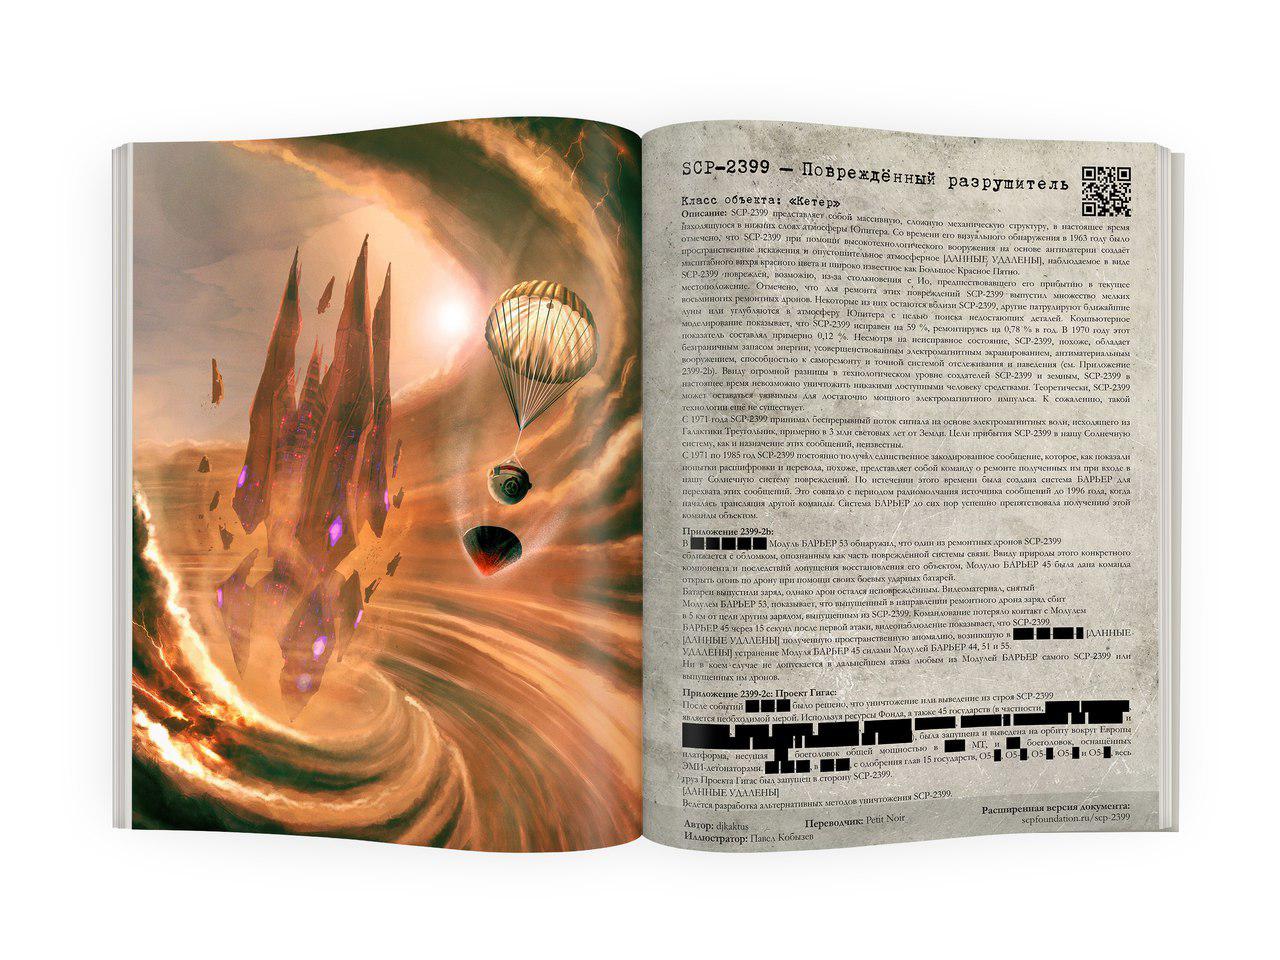 SCP-2399 — Повреждённый разрушитель
Класс объекта: «Кетер»
Описание: SCP-2399 представляет собой массивную, сложную механическую структуру, в настоящее время
находящуюся в нижних слоях атмосферы Юпитера. Со времени его визуального обнаружения в 1963 году было
отмечено, что SCP-2399 при помощи высокотехнологичного вооружения на основе антиматерии создаёт
пространственные искажения и опустошительное атмосферное [ДАННЫЕ УДАЛЕНЫ], наблюдаемое в виде
масштабного вихря красного цвета и широко известное как Большое Красное Пятно.
SCP-2399 повреждён, возможно, из-за столкновения с Ио, предшествовавшего его прибытию в текущее
местоположение. Отмечено, что для ремонта этих повреждений SCP-2399 выпустил множество мелких
восьминогих ремонтных дронов. Некоторые из них остаются вблизи SCP-2399, другие патрулируют ближайшие
луны или углубляются в атмосферу Юпитера с целью поиска недостающих деталей. Компьютерное
моделирование показывает, что SCP-2399 исправен на 59 %, ремонтируясь на 0,78 % в год. В 1970 году этот
показатель составлял примерно 0,12 %. Несмотря на неисправное состояние, SCP-2399, похоже, обладает
безграничным запасом энергии, усовершенствованным электромагнитным экранированием, антиматериальным
вооружением, способностью к саморемонту и точной системой отслеживания и наведения (см. Приложение
2399-2b). Ввиду огромной разницы в технологическом уровне создателей SCP-2399 и земным, SCP-2399 в
настоящее время невозможно уничтожить никакими доступными человеку средствами. Теоретически, SCP-2399
может оставаться уязвимым для достаточно мощного электромагнитного импульса. К сожалению, такой
технологии еще не существует.
С 1971 года SCP-2399 принимал беспрерывный поток сигнала на основе электромагнитных волн, исходящего из
Галактики Треугольник, примерно в 3 млн световых лет от Земли. Цели прибытия SCP-2399 в нашу Солнечную
систему, как и назначение этих сообщений, неизвестны.
С 1971 по 1985 год SCP-2399 постоянно получал единственное закодированное сообщение, которое, как показали
попытки расшифровки и перевода, похоже, представляет собой команду о ремонте полученных им при входе в
нашу Солнечную систему повреждений. По истечении этого времени была создана система БАРЬЕР для
перехвата этих сообщений. Это совпало с периодом радиомолчания источника сообщений до 1996 года, когда
началась трансляция другой команды. Система БАРЬЕР до сих пор успешно препятствовала получению этой
команды объектом.
Приложение 2399-2b:
В Модуль БАРЬЕР 53 обнаружил, что один из ремонтных дронов SCP-2399
сближается с обломком, опознанным как часть повреждённой системы связи. Ввиду природы этого конкретного
компонента и последствий допущения восстановления его объектом, Модулю БАРЬЕР 45 была дана команда
открыть огонь по дрону при помощи своих боевых ударных батарей.
Батареи выпустили заряд, однако дрон остался неповреждённым. Видеоматериал, снятый
Модулем БАРЬЕР 53, показывает, что выпущенный в направлении ремонтного дрона заряд сбит
в 5 км от цели другим зарядом, выпущенным из SCP-2399. Командование потеряло контакт с Модулем
БАРЬЕР 45 через 15 секунд после первой атаки, видеонаблюдение показывает, что SCP-2399
[ДАННЫЕ УДАЛЕНЫ] полученную пространственную аномалию, возникшую в [ДАННЫЕ
УДАЛЕНЫ] устранение Модуля БАРЬЕР 45 силами Модулей БАРЬЕР 44, 51 и 55.
Ни в коем случае не допускается в дальнейшем атака любым из Модулей БАРЬЕР самого SCP-2399 или
выпущенных им дронов.
Приложение 2399-2c: Проект Гигас:
После событий было решено, что уничтожение или выведение из строя SCP-2399
является необходимой мерой. Используя ресурсы Фонда, а также 45 государств (в частности, и
), была запущена и выведена на орбиту вокруг Европы
платформа, несущая боеголовок общей мощностью в МТ, и боеголовок, оснащённых
ЭМИ-детонаторами. , в с одобрения глав 15 государств, О5- , О5- , О5- , О5- и О5- , весь
груз Проекта Гигас был запущен в сторону SCP-2399.
[ДАННЫЕ УДАЛЕНЫ]
Ведется разработка альтернативных методов уничтожения SCP-2399.
Автор: djkaktus
Переводчик: Petit Noir
Расширенная версия документа:
scpfoundation.ru/scp-2399
Иллюстратор: Павел Кобызев